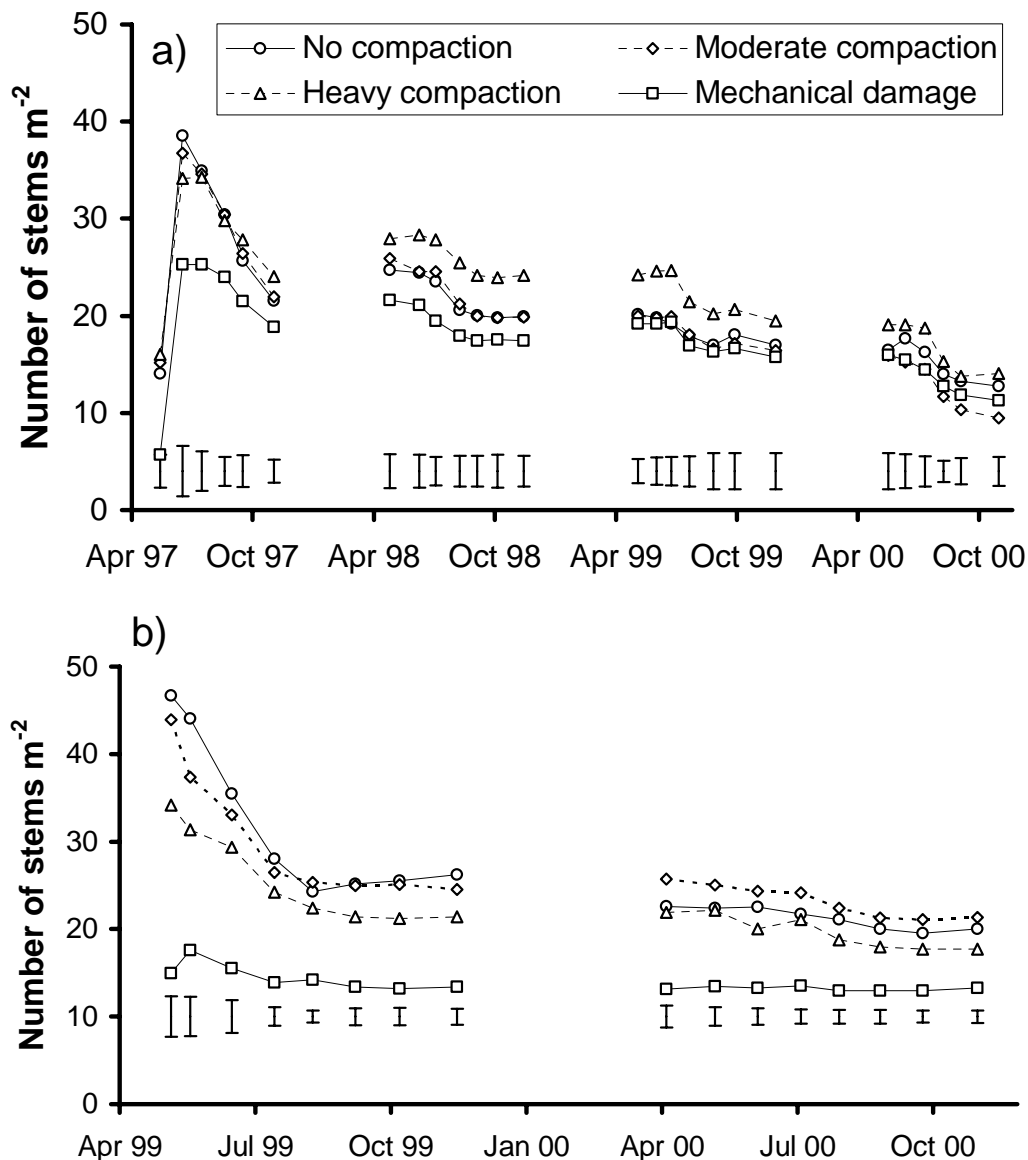 a)
No compaction
Moderate compaction
Heavy compaction
Mechanical damage
Number of stems m-2
50
40
30
20
10
0
Apr 97
Oct 97
Apr 98
Oct 98
Apr 99
Oct 99
Apr 00
Oct 00
b)
Number of stems m-2
50
40
30
20
10
0
Apr 99
Jul 99
Oct 99
Jan 00
Apr 00
Jul 00
Oct 00